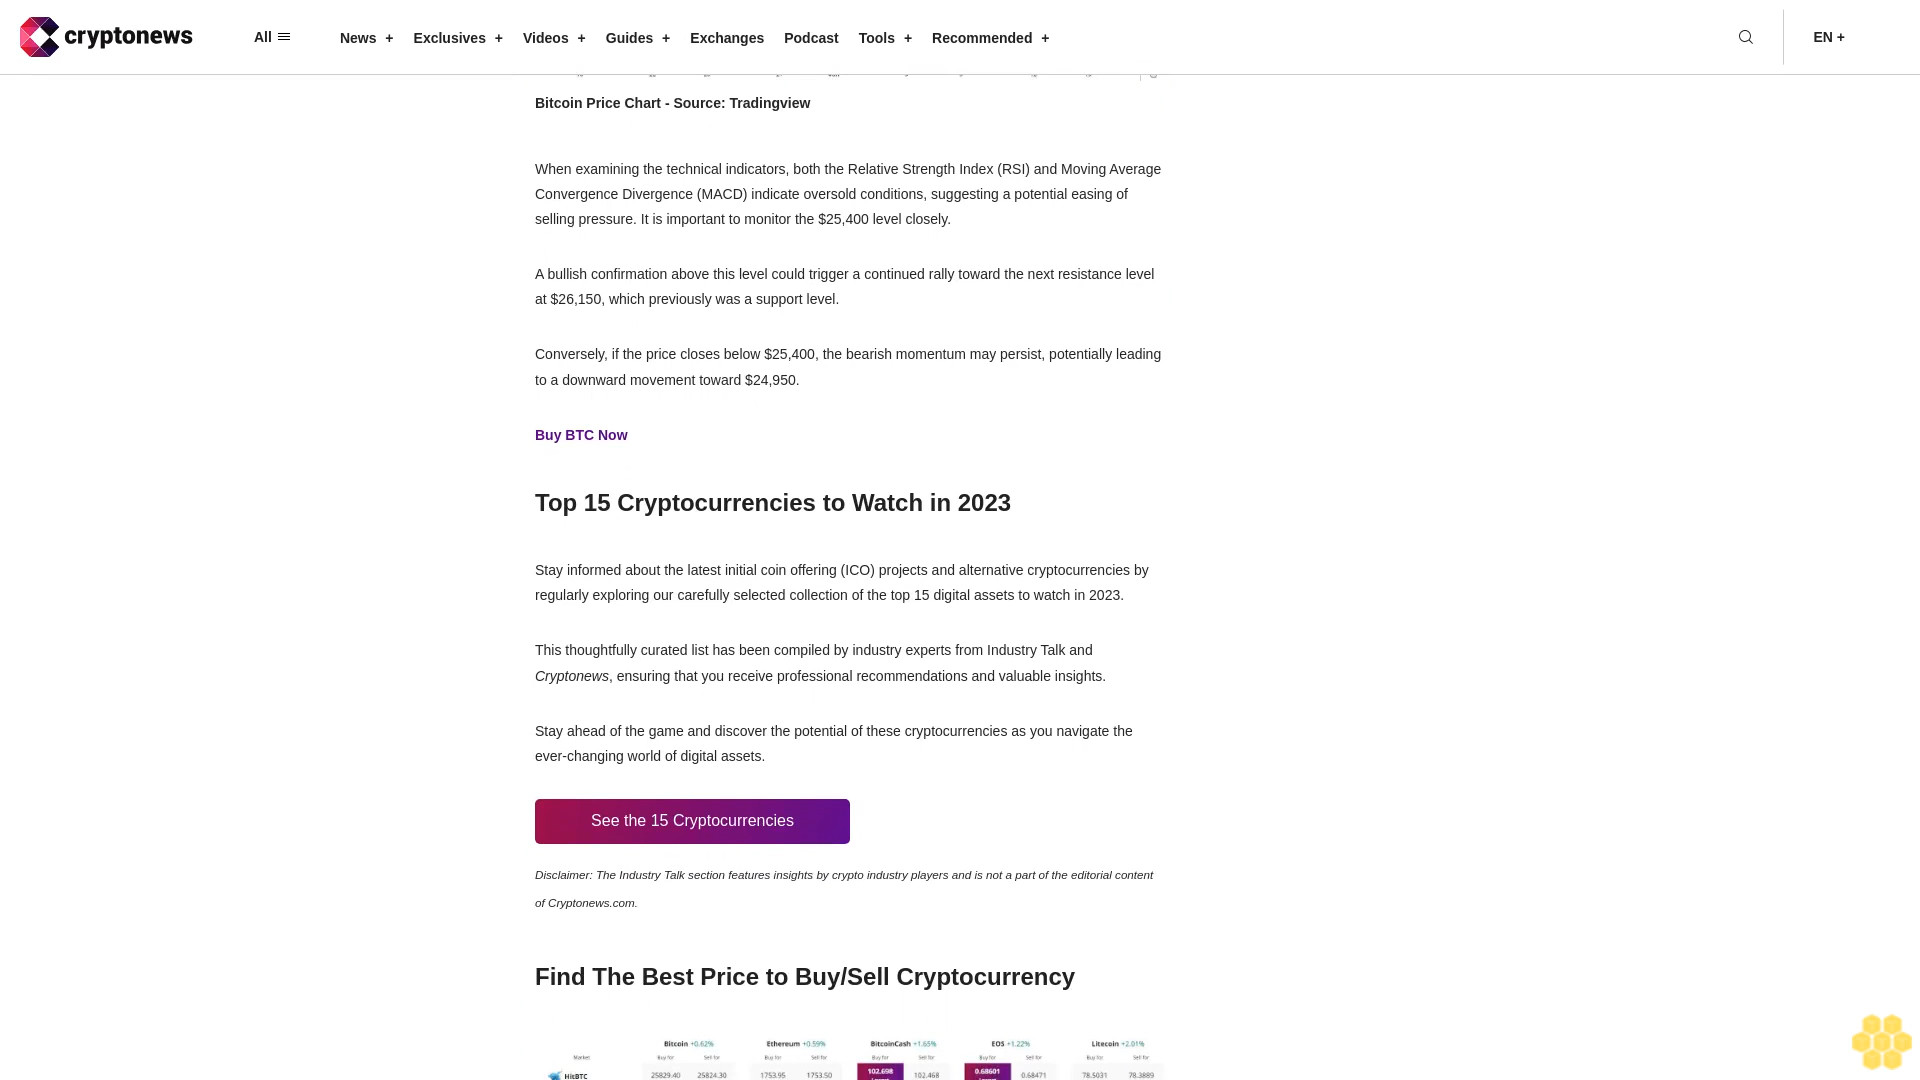 cryptonews
All
News +
Exclusives +
Videos +
Guides +
Exchanges
Podcast
Tools +
Recommended +
EN +
Bitcoin Price Chart - Source: Tradingview
When examining the technical indicators, both the Relative Strength Index (RSI) and Moving Average
Convergence Divergence (MACD) indicate oversold conditions, suggesting a potential easing of
selling pressure. It is important to monitor the $25,400 level closely.
A bullish confirmation above this level could trigger a continued rally toward the next resistance level
at $26,150, which previously was a support level.
Conversely, if the price closes below $25,400, the bearish momentum may persist, potentially leading
to a downward movement toward $24,950.
Buy BTC Now
Top 15 Cryptocurrencies to Watch in 2023
Stay informed about the latest initial coin offering (ICO) projects and alternative cryptocurrencies by
regularly exploring our carefully selected collection of the top 15 digital assets to watch in 2023.
This thoughtfully curated list has been compiled by industry experts from Industry Talk and
Cryptonews, ensuring that you receive professional recommendations and valuable insights.
Stay ahead of the game and discover the potential of these cryptocurrencies as you navigate the
ever-changing world of digital assets.
See the 15 Cryptocurrencies
Disclaimer: The Industry Talk section features insights by crypto industry players and is not a part of the editorial content
of Cryptonews.com.
Find The Best Price to Buy/Sell Cryptocurrency
Bitcoin +0.62% Ethereum +0.59% BitcoinCash +1.65% EOS +1.22% Litecoin +2.01%
Market Buy for Sell for Buy for Sell for Buy for Sell for Buy for Sell for Buy for Sell for
HitBTC 25829.40 25824.30 1753.95 1753.50 102.698 102.468 0.68601 0.68471 78.5031 78.3889